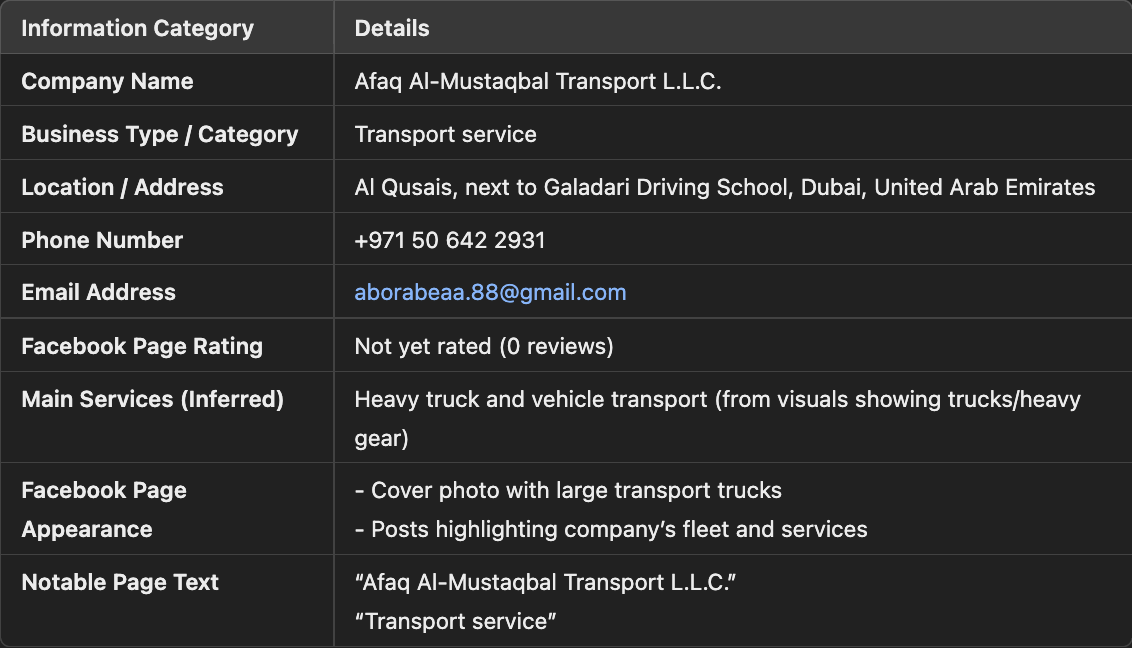 Information Category Details
Company Name Afaq Al-Mustaqbal Transport L.L.C.
Business Type / Category Transport service
Location / Address Al Qusais, next to Galadari Driving School, Dubai, United Arab Emirates
Phone Number +971 50 642 2931
Email Address aborabeaa.88@gmail.com
Facebook Page Rating Not yet rated (0 reviews)
Main Services (Inferred) Heavy truck and vehicle transport (from visuals showing trucks/heavy
gear)
Facebook Page - Cover photo with large transport trucks
Appearance - Posts highlighting company’s fleet and services
Notable Page Text “Afaq Al-Mustaqbal Transport L.L.C.”
“Transport service”